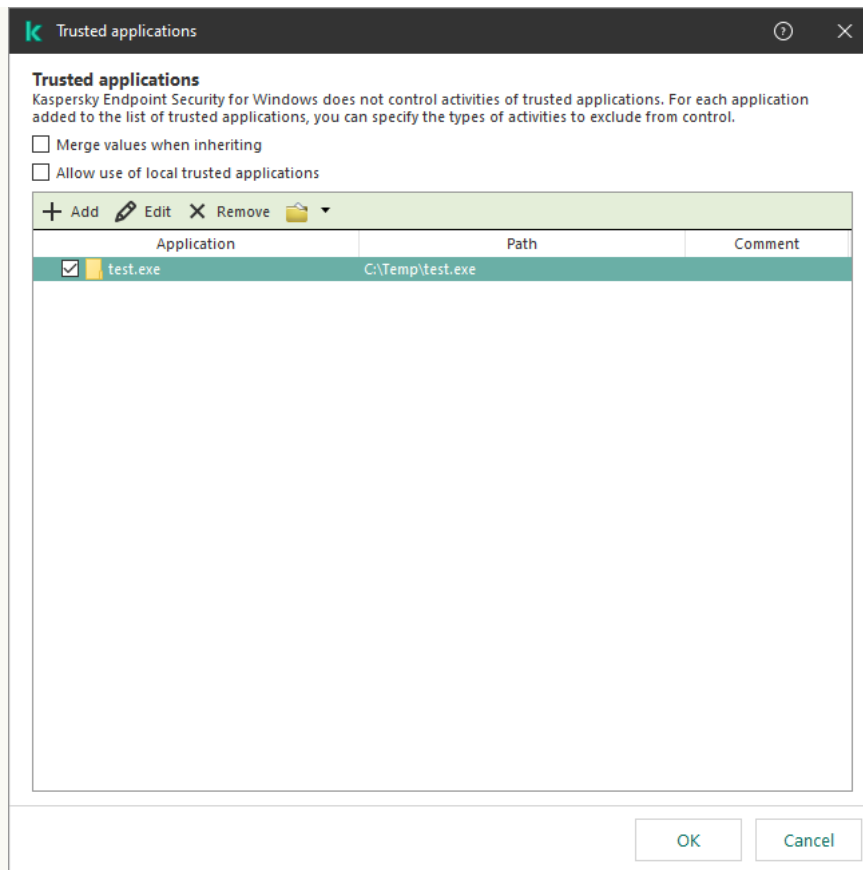 Trusted applications
Trusted applications
Kaspersky Endpoint Security for Windows does not control activities of trusted applications. For each application
added to the list of trusted applications, you can specify the types of activities to exclude from control.
Merge values when inheriting
Allow use of local trusted applications
Add Edit Remove
Application Path Comment
test.exe C:\Temp\test.exe
OK Cancel